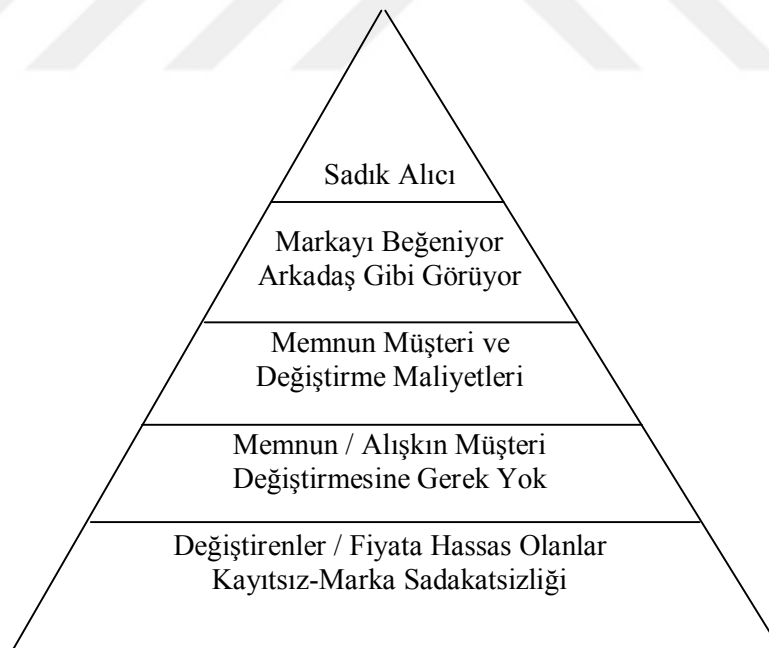 Sadık Alıcı
Markayı Beğeniyor
Arkadaş Gibi Görüyor
Memnun Müşteri ve
Değiştirme Maliyetleri
Memnun / Alışkın Müşteri
Değiştirmesine Gerek Yok
Değiştirenler / Fiyata Hassas Olanlar
Kayıtsız-Marka Sadakatsizliği